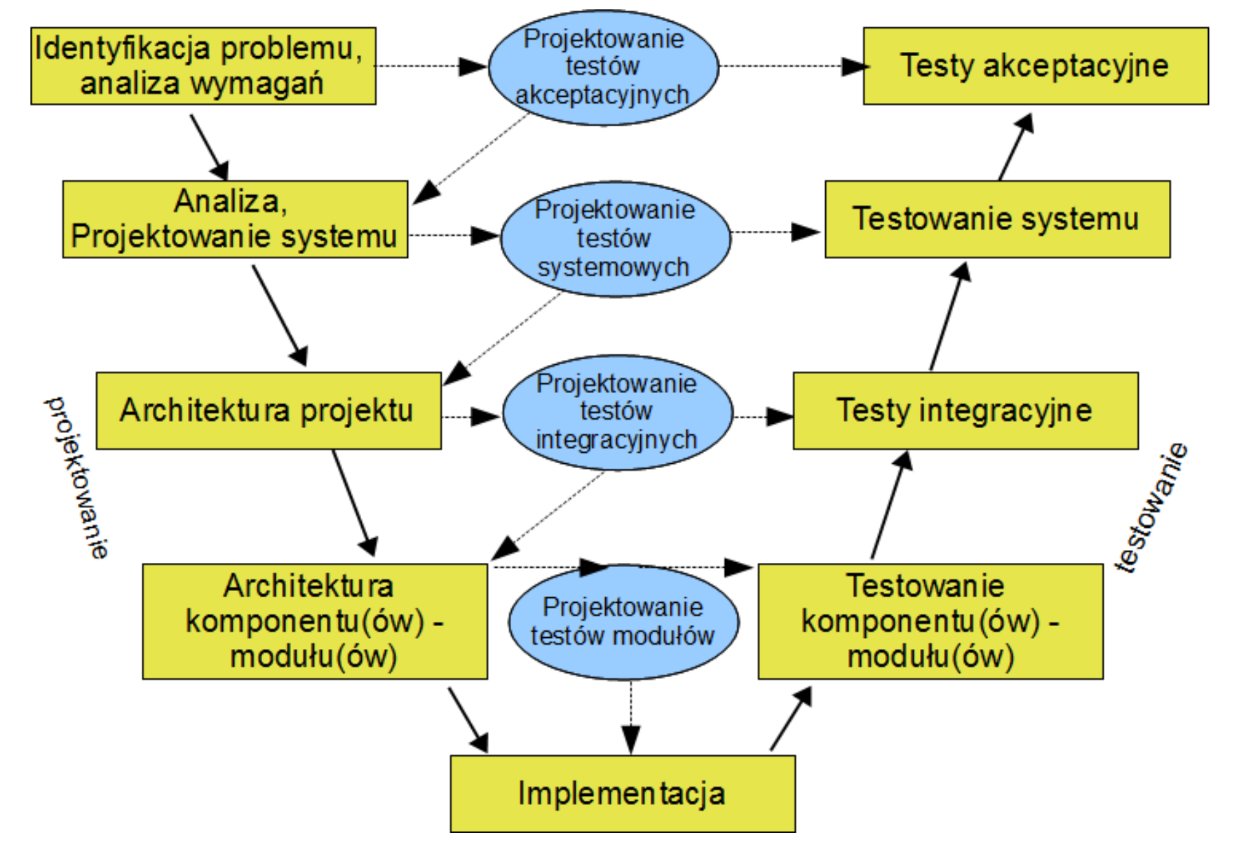 Identyfikacja problemu,
analiza wymagań
Projektowanie
testów
akceptacyjnych
Testy akceptacyjne
Analiza,
Projektowanie systemu
Projektowanie
testów
systemowych
Testowanie systemu
Architektura projektu
Projektowanie
testów
integracyjnych
Testy integracyjne
projektowanie
testowanie
Architektura
komponentu(ów) -
modułu(ów)
Projektowanie
testów modułów
Testowanie
komponentu(ów) -
modułu(ów)
Implementacja